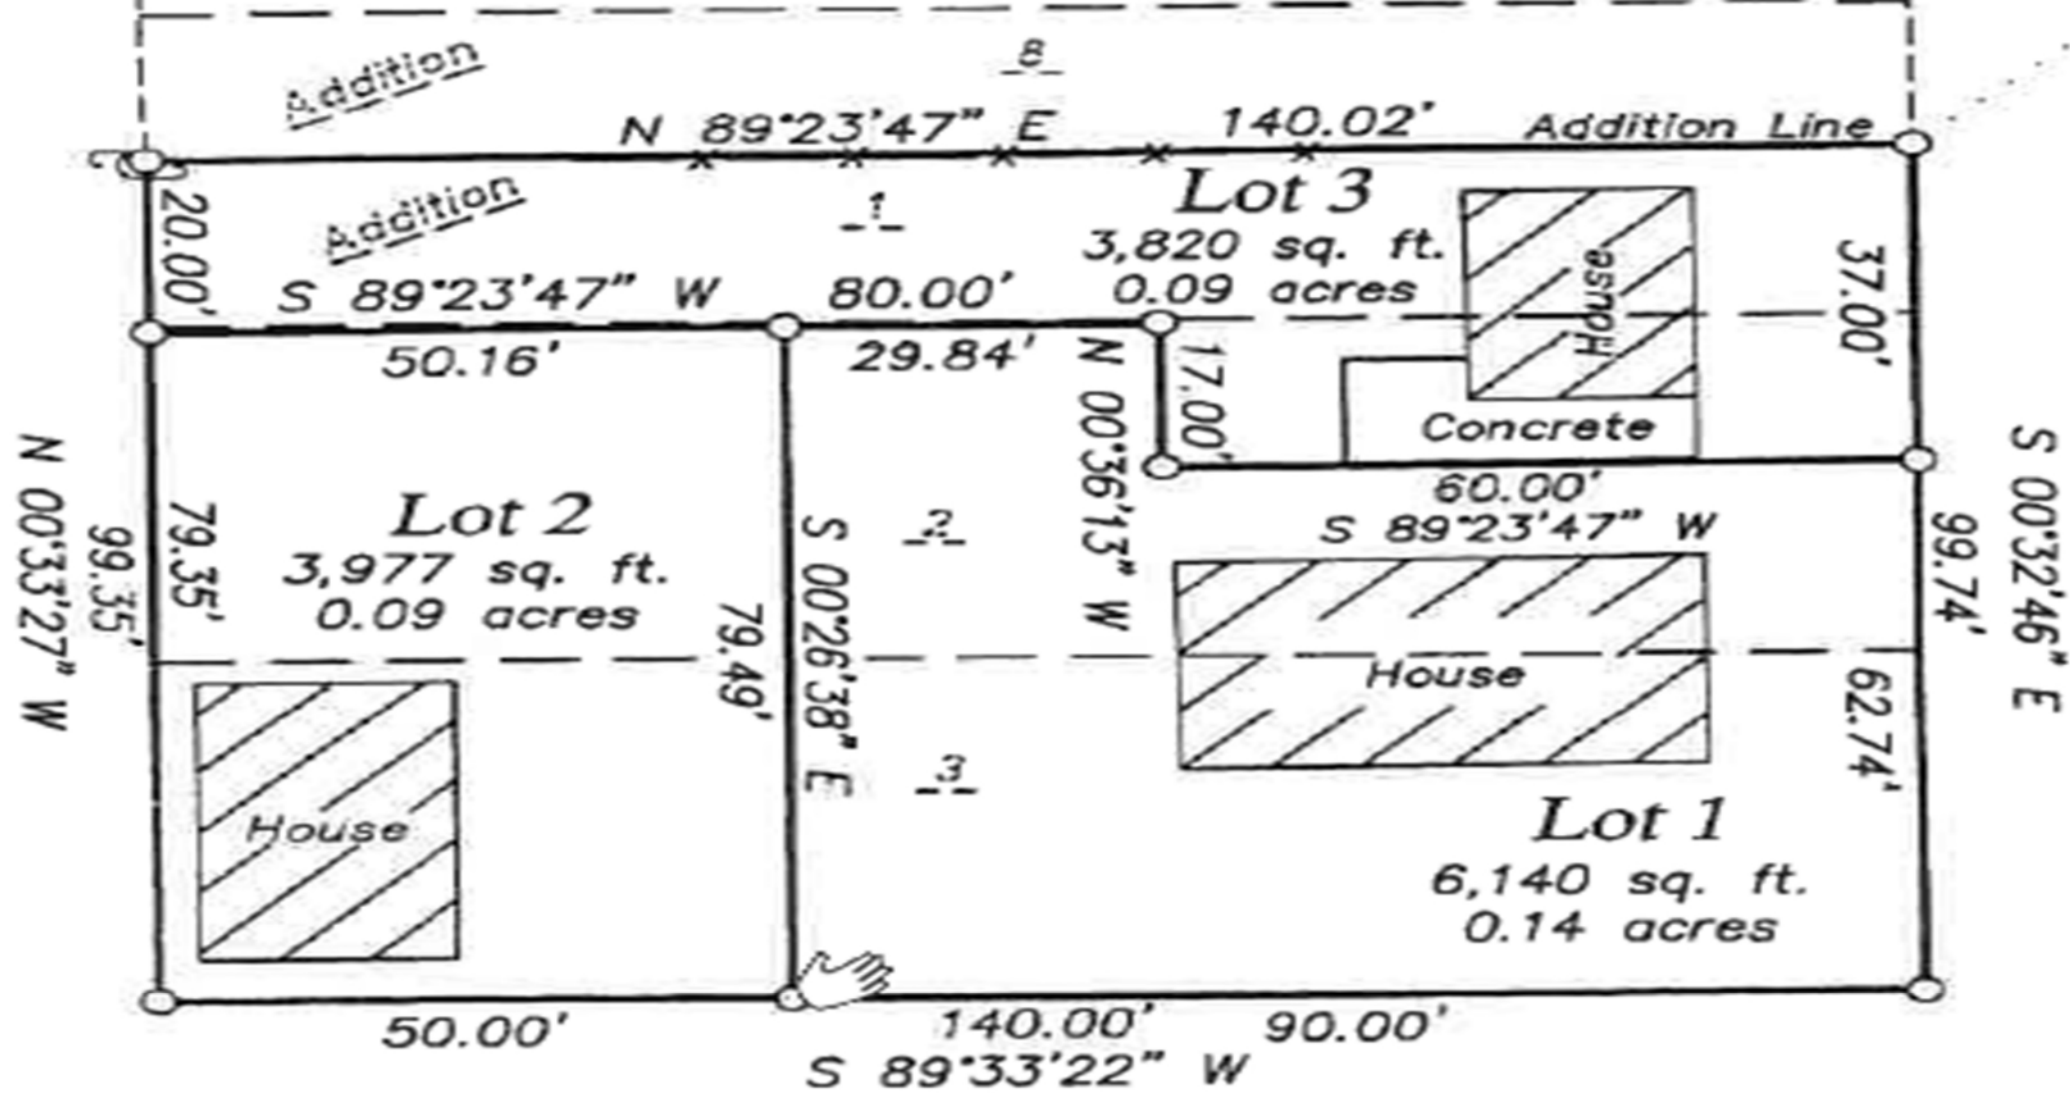 Addition
8
N 89°23'47" E 140.02' Addition Line
20.00'
Addition
1
Lot 3
3,820 sq. ft.
0.09 acres
House
37.00'
S 89°23'47" W 80.00'
50.16'
29.84'
N 00°36'13" W
17.00'
Concrete
60.00'
S 89°23'47" W
N 00°33'27" W
99.35'
79.35'
Lot 2
3,977 sq. ft.
0.09 acres
79.49'
S 00°26'38" E
2
99.74'
S 00°32'46" E
House
62.74'
3
House
Lot 1
6,140 sq. ft.
0.14 acres
50.00'
140.00' 90.00'
S 89°33'22" W